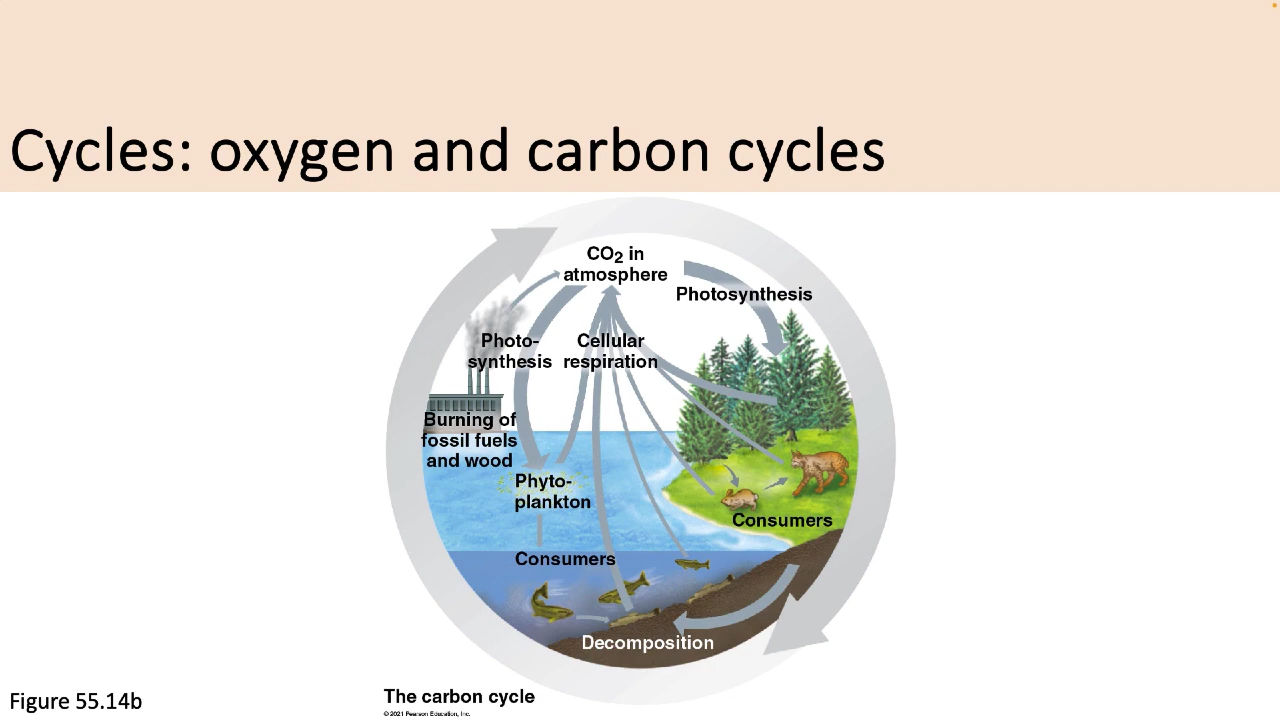 Cycles: oxygen and carbon cycles
CO2 in
atmosphere
Photosynthesis
Photo-
synthesis
Cellular
respiration
Burning of
fossil fuels
and wood
Phyto-
plankton
Consumers
Consumers
Decomposition
The carbon cycle
© 2021 Pearson Education, Inc.
Figure 55.14b